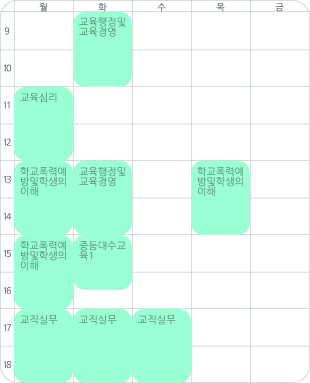 월 화 수 목 금
9
교육행정및
교육경영
10
11
교육심리
12
13
학교폭력예
방및학생의
이해
교육행정및
교육경영
학교폭력예
방및학생의
이해
14
15
학교폭력예
방및학생의
이해
중등대수교
육1
16
17
교직실무
교직실무
교직실무
18